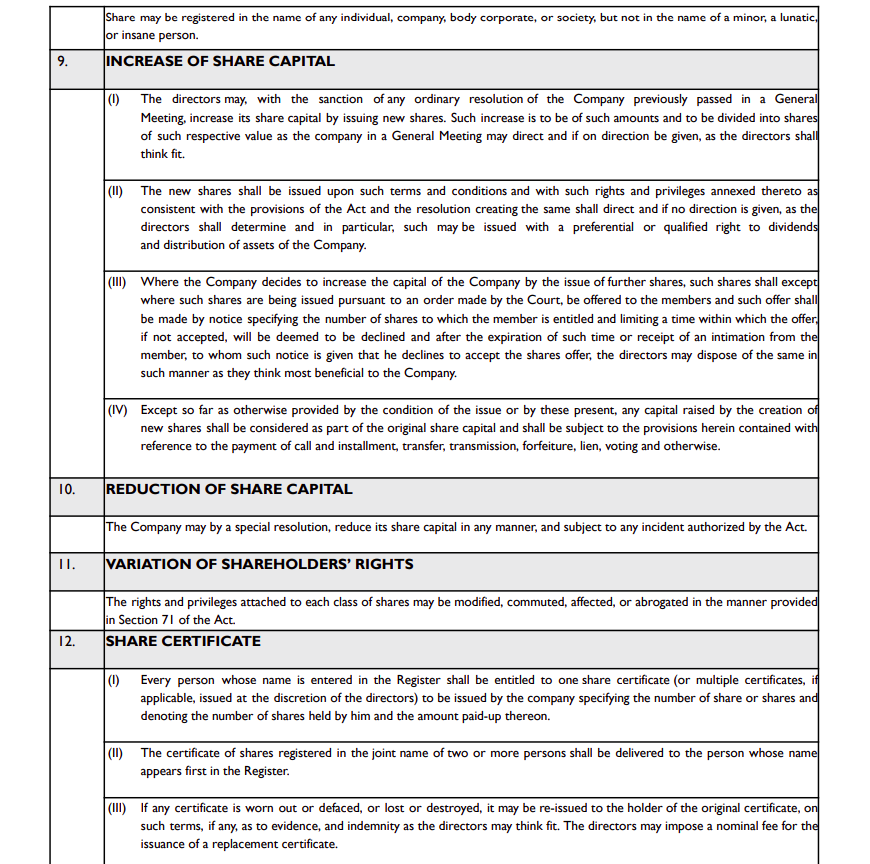 Share may be registered in the name of any individual, company, body corporate, or society, but not in the name of a minor, a lunatic,
or insane person.
9. INCREASE OF SHARE CAPITAL
(I) The directors may, with the sanction of any ordinary resolution of the Company previously passed in a General
Meeting, increase its share capital by issuing new shares. Such increase is to be of such amounts and to be divided into shares
of such respective value as the company in a General Meeting may direct and if on direction be given, as the directors shall
think fit.
(II) The new shares shall be issued upon such terms and conditions and with such rights and privileges annexed thereto as
consistent with the provisions of the Act and the resolution creating the same shall direct and if no direction is given, as the
directors shall determine and in particular, such may be issued with a preferential or qualified right to dividends
and distribution of assets of the Company.
(III) Where the Company decides to increase the capital of the Company by the issue of further shares, such shares shall except
where such shares are being issued pursuant to an order made by the Court, be offered to the members and such offer shall
be made by notice specifying the number of shares to which the member is entitled and limiting a time within which the offer,
if not accepted, will be deemed to be declined and after the expiration of such time or receipt of an intimation from the
member, to whom such notice is given that he declines to accept the shares offer, the directors may dispose of the same in
such manner as they think most beneficial to the Company.
(IV) Except so far as otherwise provided by the condition of the issue or by these present, any capital raised by the creation of
new shares shall be considered as part of the original share capital and shall be subject to the provisions herein contained with
reference to the payment of call and installment, transfer, transmission, forfeiture, lien, voting and otherwise.
10. REDUCTION OF SHARE CAPITAL
The Company may by a special resolution, reduce its share capital in any manner, and subject to any incident authorized by the Act.
11. VARIATION OF SHAREHOLDERS' RIGHTS
The rights and privileges attached to each class of shares may be modified, commuted, affected, or abrogated in the manner provided
in Section 71 of the Act.
12. SHARE CERTIFICATE
(I) Every person whose name is entered in the Register shall be entitled to one share certificate (or multiple certificates, if
applicable, issued at the discretion of the directors) to be issued by the company specifying the number of share or shares and
denoting the number of shares held by him and the amount paid-up thereon.
(II) The certificate of shares registered in the joint name of two or more persons shall be delivered to the person whose name
appears first in the Register.
(III) If any certificate is worn out or defaced, or lost or destroyed, it may be re-issued to the holder of the original certificate, on
such terms, if any, as to evidence, and indemnity as the directors may think fit. The directors may impose a nominal fee for the
issuance of a replacement certificate.